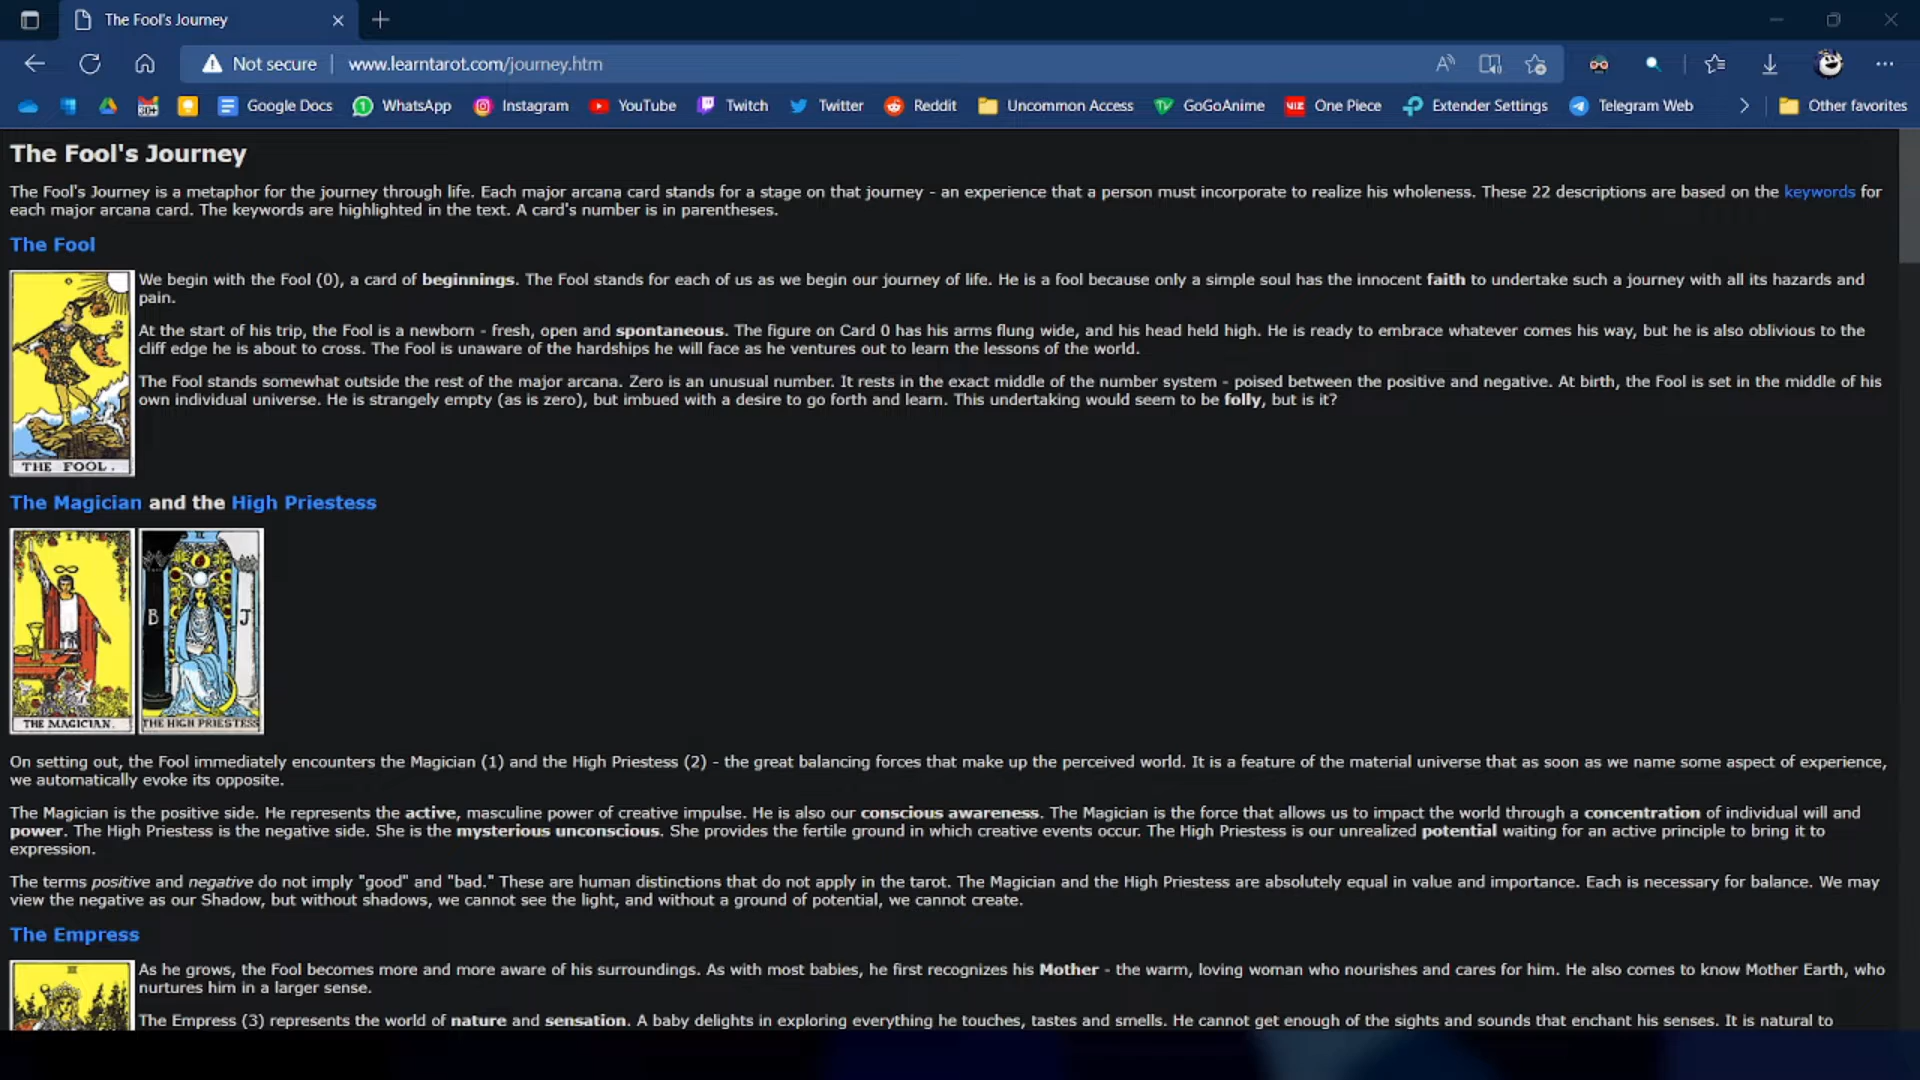 The Fool's Journey
Not secure
www.learntarot.com/journey.htm
Google Docs
WhatsApp
Instagram
YouTube
Twitch
Twitter
Reddit
Uncommon Access
GoGoAnime
One Piece
Extender Settings
Telegram Web
Other favorites
The Fool's Journey
The Fool's Journey is a metaphor for the journey through life. Each major arcana card stands for a stage on that journey - an experience that a person must incorporate to realize his wholeness. These 22 descriptions are based on the keywords for
each major arcana card. The keywords are highlighted in the text. A card's number is in parentheses.
The Fool
We begin with the Fool (0), a card of beginnings. The Fool stands for each of us as we begin our journey of life. He is a fool because only a simple soul has the innocent faith to undertake such a journey with all its hazards and
pain.
At the start of his trip, the Fool is a newborn - fresh, open and spontaneous. The figure on Card 0 has his arms flung wide, and his head held high. He is ready to embrace whatever comes his way, but he is also oblivious to the
cliff edge he is about to cross. The Fool is unaware of the hardships he will face as he ventures out to learn the lessons of the world.
The Fool stands somewhat outside the rest of the major arcana. Zero is an unusual number. It rests in the exact middle of the number system - poised between the positive and negative. At birth, the Fool is set in the middle of his
own individual universe. He is strangely empty (as is zero), but imbued with a desire to go forth and learn. This undertaking would seem to be folly, but is it?
THE FOOL.
The Magician and the High Priestess
I
II
B
J
THE MAGICIAN.
THE HIGH PRIESTESS
On setting out, the Fool immediately encounters the Magician (1) and the High Priestess (2) - the great balancing forces that make up the perceived world. It is a feature of the material universe that as soon as we name some aspect of experience,
we automatically evoke its opposite.
The Magician is the positive side. He represents the active, masculine power of creative impulse. He is also our conscious awareness. The Magician is the force that allows us to impact the world through a concentration of individual will and
power. The High Priestess is the negative side. She is the mysterious unconscious. She provides the fertile ground in which creative events occur. The High Priestess is our unrealized potential waiting for an active principle to bring it to
expression.
The terms positive and negative do not imply "good" and "bad." These are human distinctions that do not apply in the tarot. The Magician and the High Priestess are absolutely equal in value and importance. Each is necessary for balance. We may
view the negative as our Shadow, but without shadows, we cannot see the light, and without a ground of potential, we cannot create.
The Empress
III
As he grows, the Fool becomes more and more aware of his surroundings. As with most babies, he first recognizes his Mother - the warm, loving woman who nourishes and cares for him. He also comes to know Mother Earth, who
nurtures him in a larger sense.
The Empress (3) represents the world of nature and sensation. A baby delights in exploring everything he touches, tastes and smells. He cannot get enough of the sights and sounds that enchant his senses. It is natural to